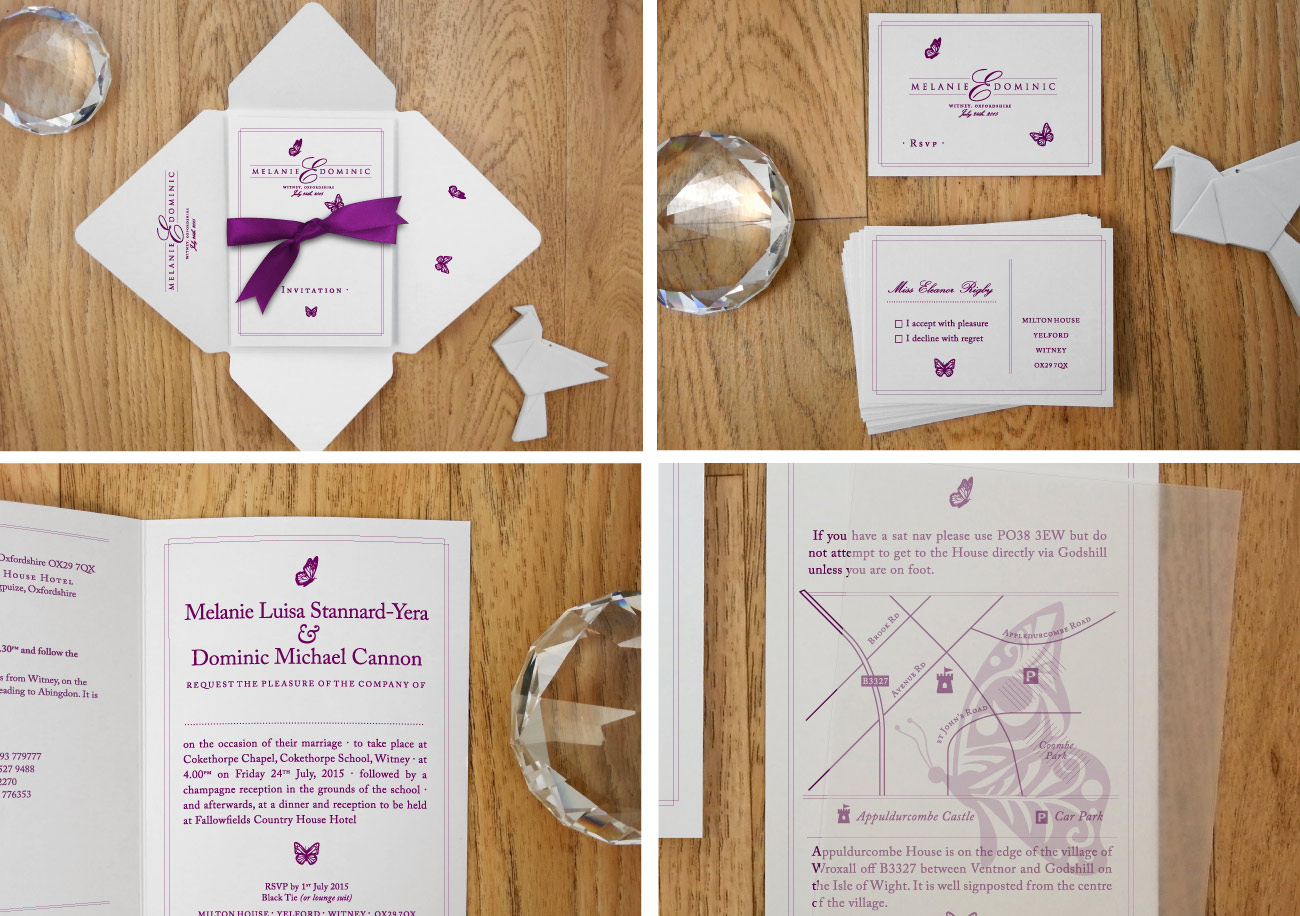 MELANIE & DOMINIC
WITNEY, OXFORDSHIRE
July 24th, 2015
MELANIE & DOMINIC
WITNEY, OXFORDSHIRE
July 24th, 2015
INVITATION ·
MELANIE & DOMINIC
WITNEY, OXFORDSHIRE
July 24th, 2015
· RSVP ·
Miss Eleanor Rigby
I accept with pleasure
I decline with regret
MILTON HOUSE
YELFORD
WITNEY
OX29 7QX
Oxfordshire OX29 7QX
HOUSE HOTEL
gpuize, Oxfordshire
.30PM and follow the
s from Witney, on the
eading to Abingdon. It is
93 779777
527 9488
2270
776353
Melanie Luisa Stannard-Yera
&
Dominic Michael Cannon
REQUEST THE PLEASURE OF THE COMPANY OF
on the occasion of their marriage · to take place at
Cokethorpe Chapel, Cokethorpe School, Witney · at
4.00PM on Friday 24TH July, 2015 · followed by a
champagne reception in the grounds of the school ·
and afterwards, at a dinner and reception to be held
at Fallowfields Country House Hotel
RSVP by 1st July 2015
Black Tie (or lounge suit)
MILTON HOUSE · YELFORD · WITNEY · OX29 7QX
If you have a sat nav please use PO38 3EW but do
not attempt to get to the House directly via Godshill
unless you are on foot.
BROOK RD
APPLEDURCOMBE ROAD
B3327
AVENUE RD
P
ST JOHN'S ROAD
Coombe
Park
Appuldurcombe Castle
P Car Park
Appuldurcombe House is on the edge of the village of
Wroxall off B3327 between Ventnor and Godshill on
the Isle of Wight. It is well signposted from the centre
of the village.